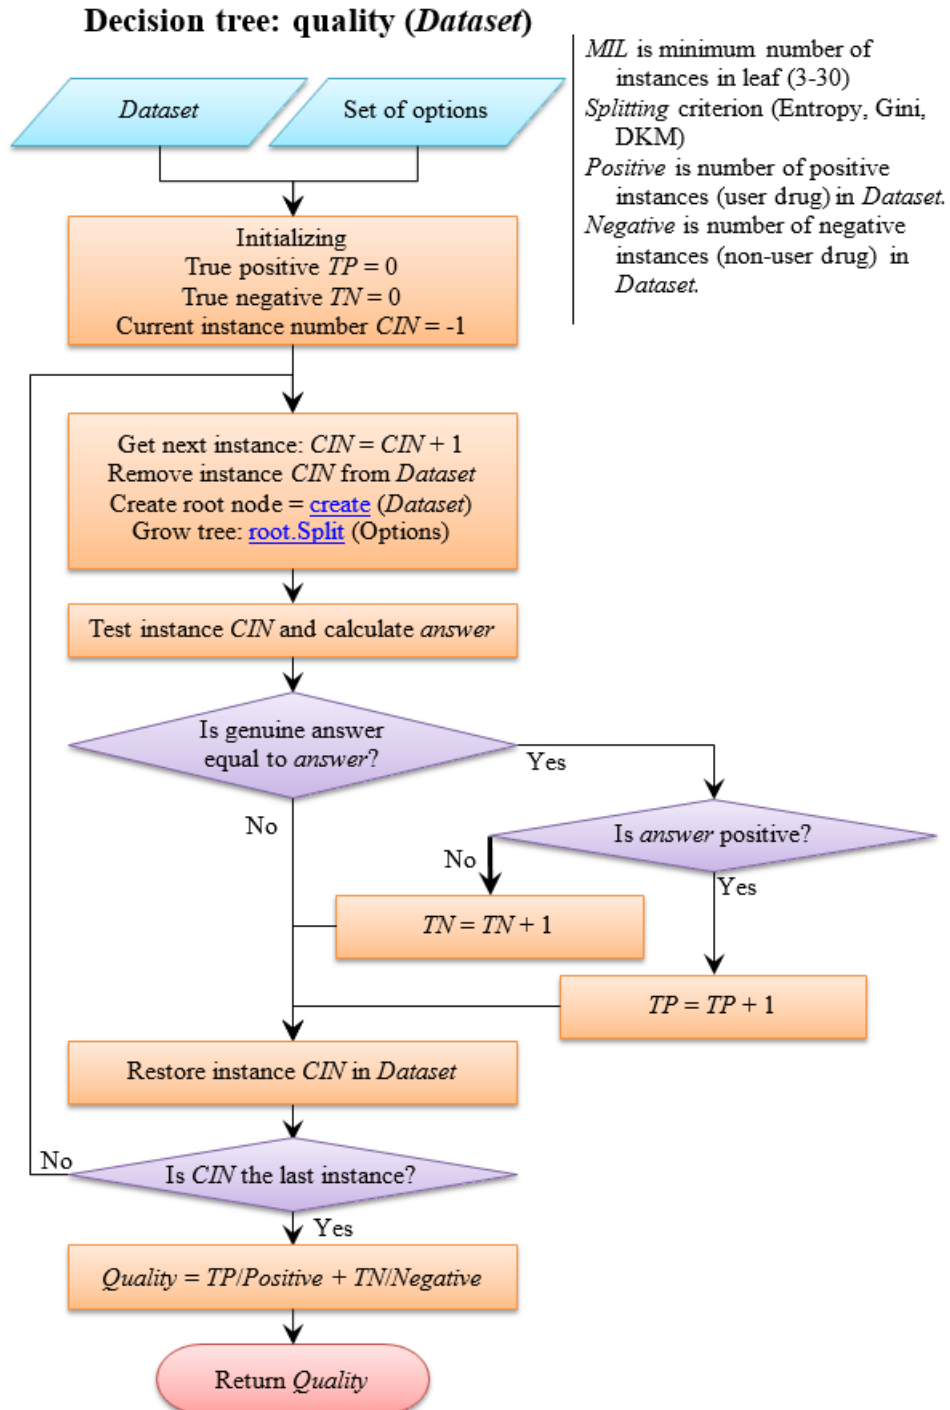 Decision tree: quality (Dataset)
MIL is minimum number of
instances in leaf (3-30)
Splitting criterion (Entropy, Gini,
DKM)
Positive is number of positive
instances (user drug) in Dataset.
Negative is number of negative
instances (non-user drug) in
Dataset.
Dataset
Set of options
Initializing
True positive TP = 0
True negative TN = 0
Current instance number CIN = -1
Get next instance: CIN = CIN + 1
Remove instance CIN from Dataset
Create root node = create (Dataset)
Grow tree: root.Split (Options)
Test instance CIN and calculate answer
Is genuine answer
equal to answer?
Yes
No
Is answer positive?
No
Yes
TN = TN + 1
TP = TP + 1
Restore instance CIN in Dataset
No
Is CIN the last instance?
Yes
Quality = TP/Positive + TN/Negative
Return Quality